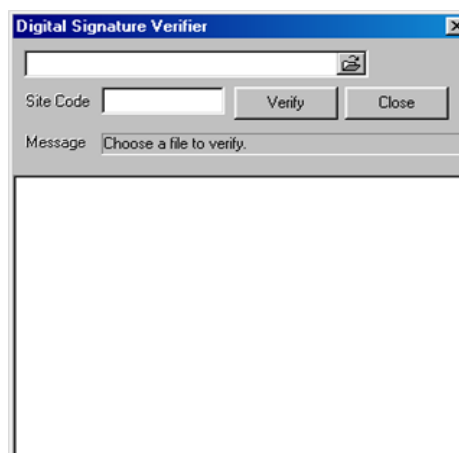 Digital Signature Verifier
Site Code
Verify
Close
Message
Choose a file to verify.